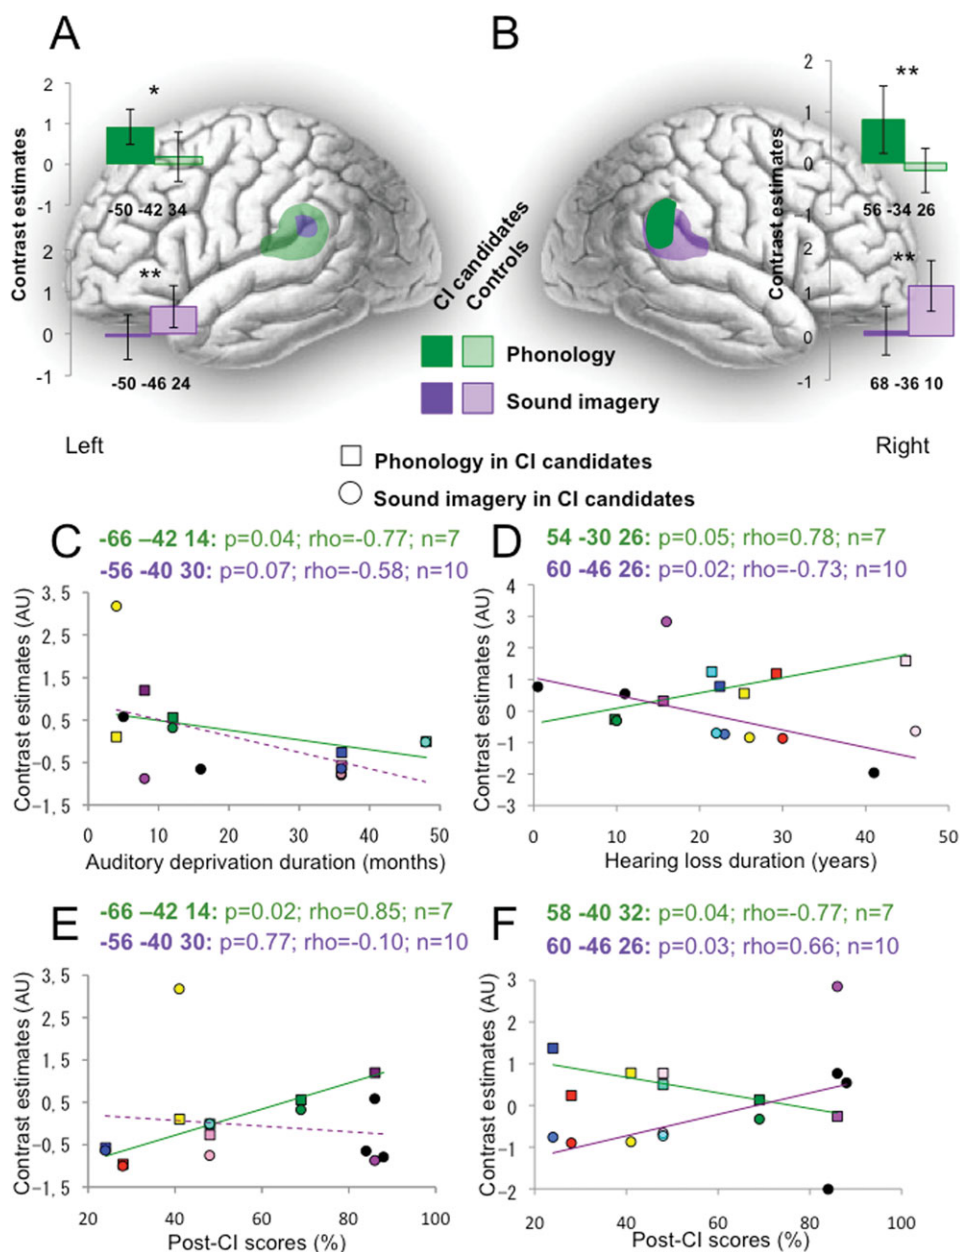 A
B
2
1
0
-1
2
1
0
-1
Contrast estimates
*
-50 -42 34
**
-50 -46 24
Left
2
1
0
-1
2
1
0
-1
Contrast estimates
**
56 -34 26
**
68 -36 10
Right
CI candidates
Controls
Phonology
Sound imagery
Phonology in CI candidates
Sound imagery in CI candidates
C
-66 –42 14: p=0.04; rho=-0.77; n=7
-56 -40 30: p=0.07; rho=-0.58; n=10
Contrast estimates (AU)
3,5
2,5
1,5
0,5
−0,5
−1,5
0 10 20 30 40 50
Auditory deprivation duration (months)
D
54 -30 26: p=0.05; rho=0.78; n=7
60 -46 26: p=0.02; rho=-0.73; n=10
Contrast estimates (AU)
4
3
2
1
0
−1
−2
−3
0 10 20 30 40 50
Hearing loss duration (years)
E
-66 –42 14: p=0.02; rho=0.85; n=7
-56 -40 30: p=0.77; rho=-0.10; n=10
Contrast estimates (AU)
3,5
2,5
1,5
0,5
−0,5
−1,5
20 40 60 80 100
Post-CI scores (%)
F
58 -40 32: p=0.04; rho=-0.77; n=7
60 -46 26: p=0.03; rho=0.66; n=10
Contrast estimates (AU)
3
2
1
0
−1
−2
20 40 60 80 100
Post-CI scores (%)